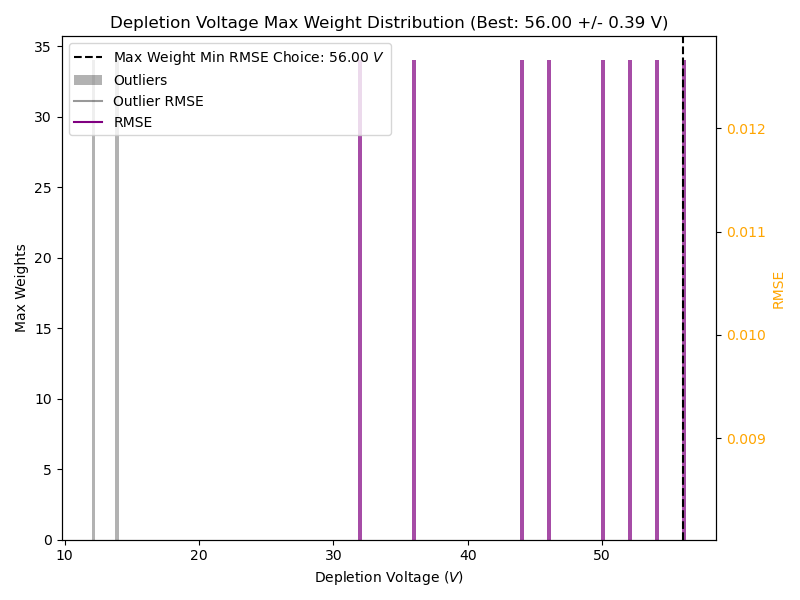 Depletion Voltage Max Weight Distribution (Best: 56.00 +/- 0.39 V)
Max Weight Min RMSE Choice: 56.00 V
Outliers
Outlier RMSE
RMSE
35
30
25
20
15
10
5
0
Max Weights
0.012
0.011
0.010
0.009
RMSE
10
20
30
40
50
Depletion Voltage (V)